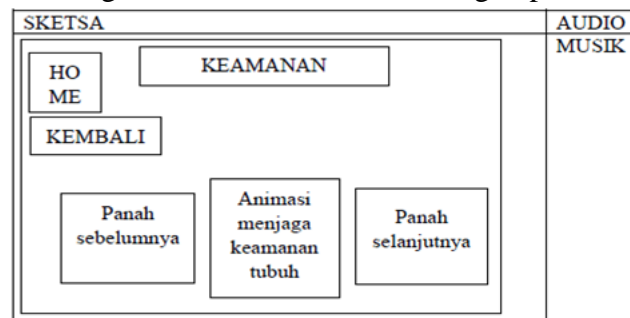 SKETSA AUDIO
MUSIK
HO
ME
KEAMANAN
KEMBALI
Panah
sebelumnya
Animasi
menjaga
keamanan
tubuh
Panah
selanjutnya